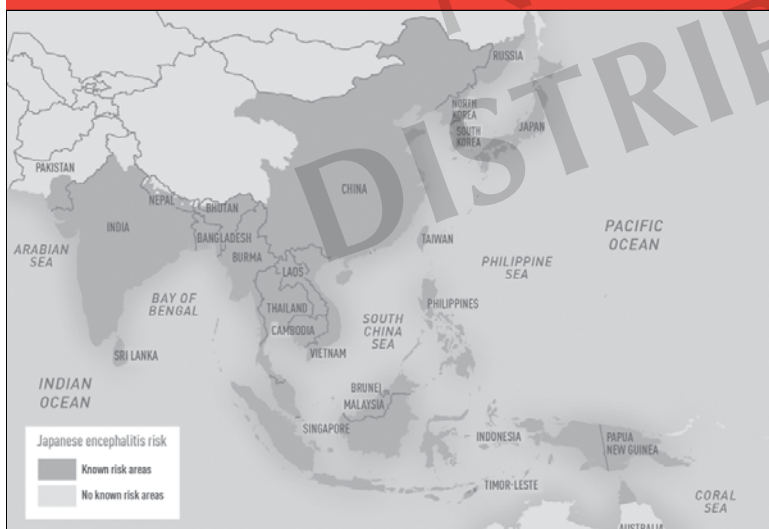 DISTRIB
RUSSIA
NORTH
KOREA
SOUTH
KOREA
JAPAN
PAKISTAN
NEPAL
BHUTAN
CHINA
INDIA
BANGLADESH
BURMA
TAIWAN
PACIFIC
OCEAN
ARABIAN
SEA
LAOS
PHILIPPINE
SEA
BAY OF
BENGAL
THAILAND
PHILIPPINES
SOUTH
CHINA
SEA
CAMBODIA
VIETNAM
SRI LANKA
INDIAN
OCEAN
BRUNEI
MALAYSIA
SINGAPORE
INDONESIA
PAPUA
NEW GUINEA
TIMOR-LESTE
CORAL
SEA
AUSTRALIA
Japanese encephalitis risk
Known risk areas
No known risk areas